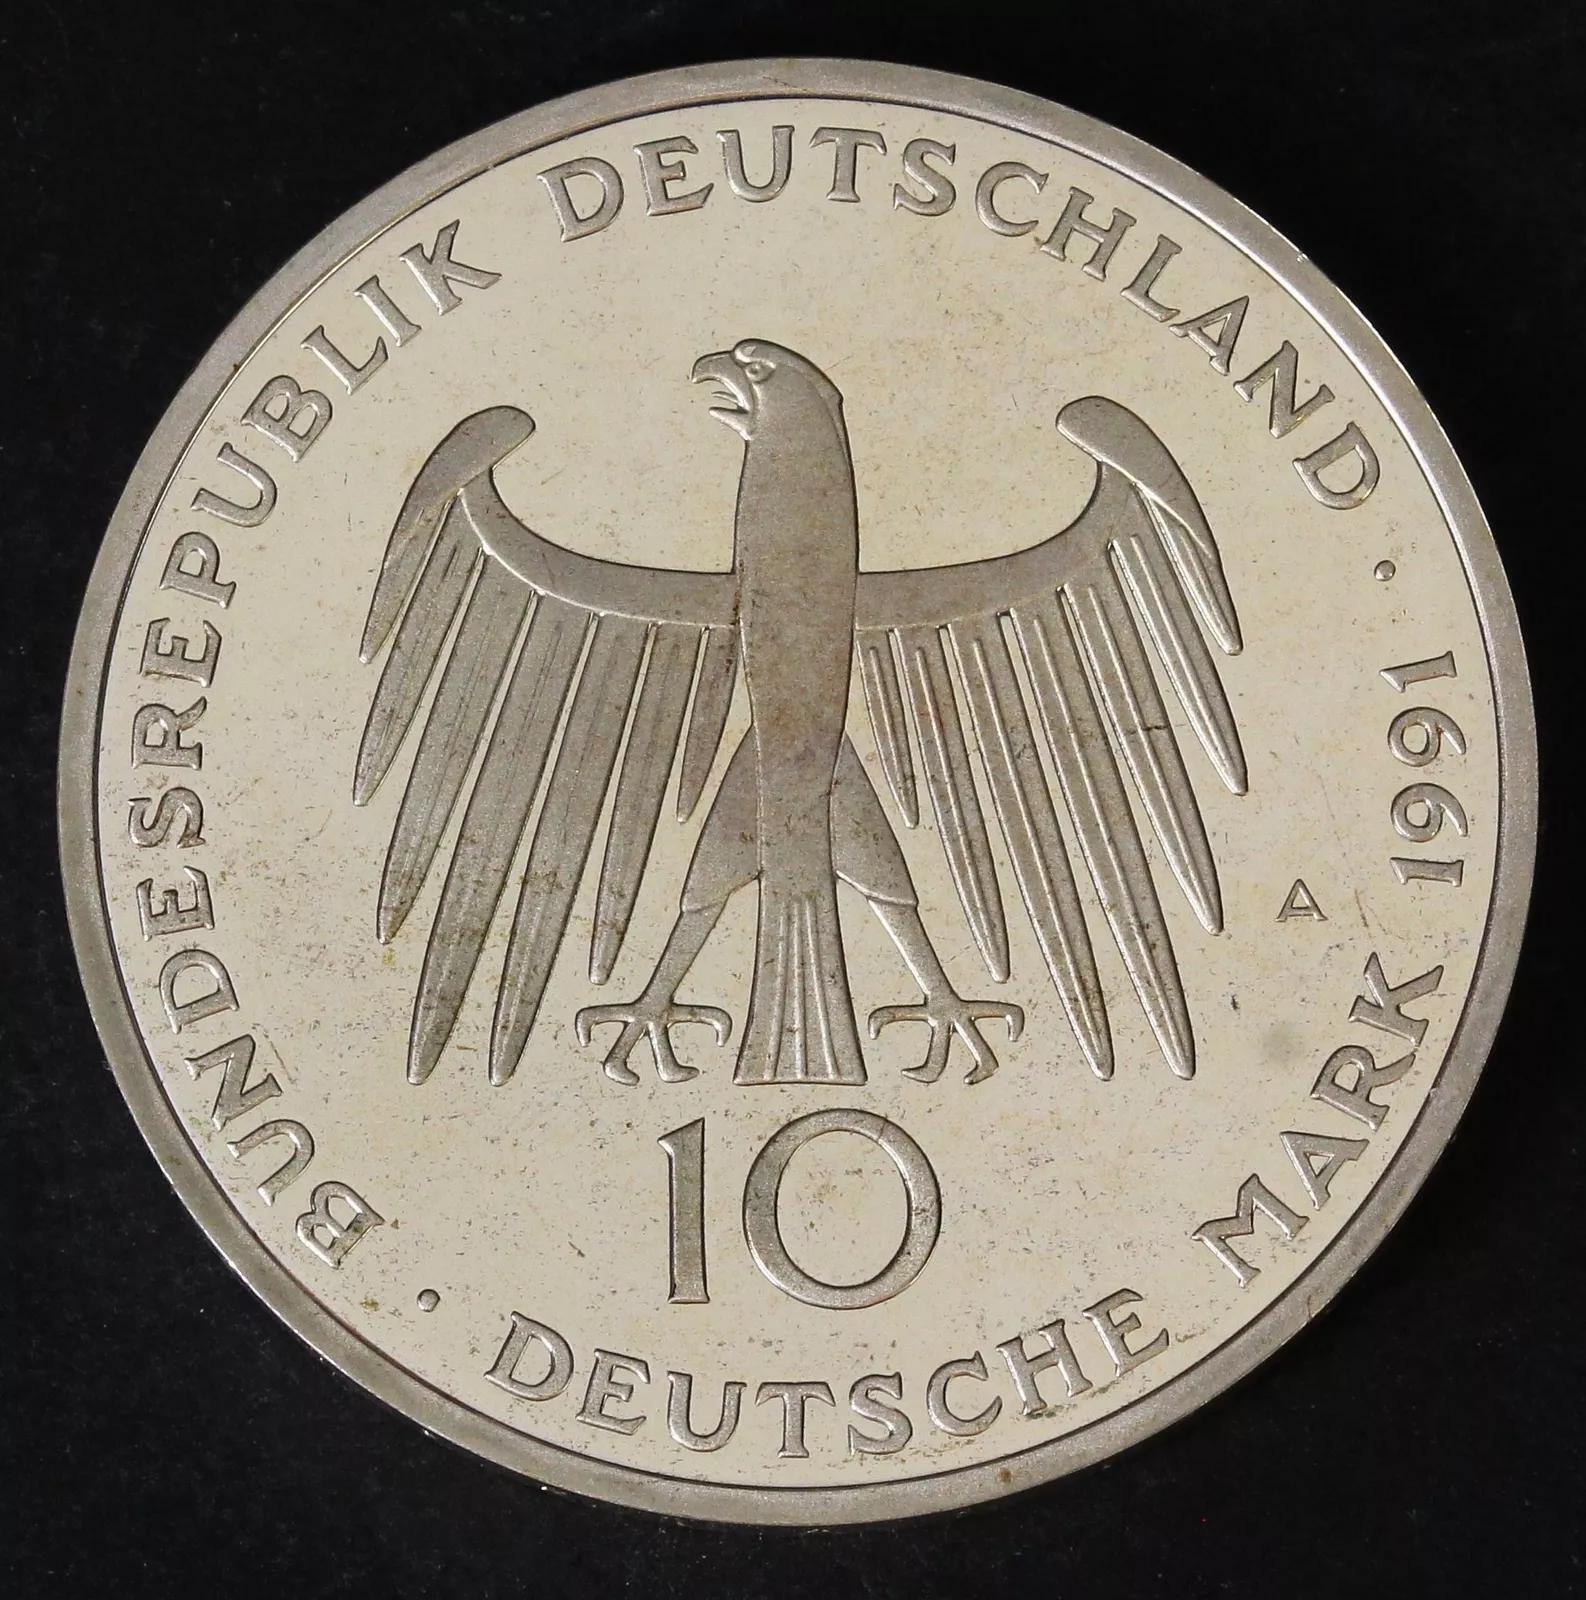 BUNDESREPUBLIK DEUTSCHLAND · 1991
A
10
· DEUTSCHE MARK